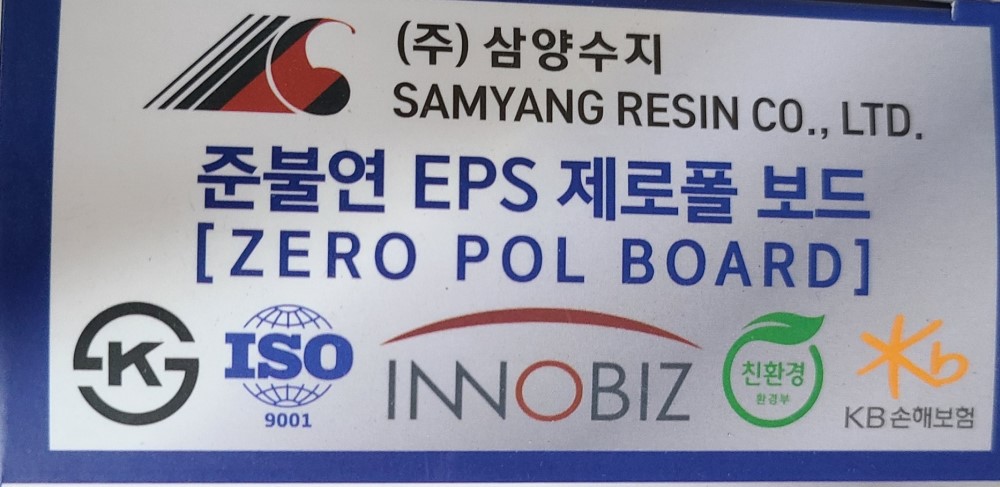 (주) 삼양수지
SAMYANG RESIN CO., LTD.
준불연 EPS 제로폴 보드
[ZERO POL BOARD]
K
ISO
9001
INNOBIZ
친환경
환경부
Kb
KB손해보험